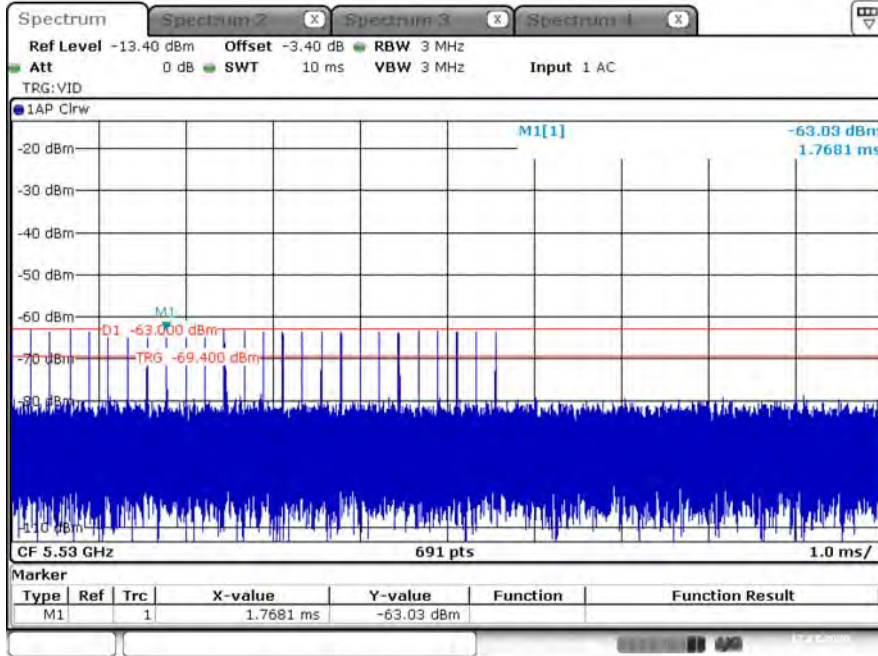 Spectrum Spectrum 2 X Spectrum 3 X Spectrum 4 X
Ref Level -13.40 dBm Offset -3.40 dB RBW 3 MHz
Att 0 dB SWT 10 ms VBW 3 MHz Input 1 AC
TRG:VID
1AP Clrw
M1[1] -63.03 dBm
1.7681 ms
-20 dBm
-30 dBm
-40 dBm
-50 dBm
-60 dBm
M1
D1 -63.000 dBm
-70 dBm
TRG -69.400 dBm
-80 dBm
-110 dBm
CF 5.53 GHz 691 pts 1.0 ms/
Marker
Type Ref Trc X-value Y-value Function Function Result
M1 1 1.7681 ms -63.03 dBm